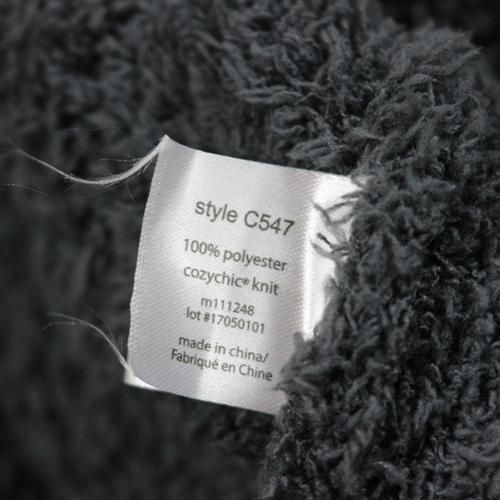 style C547
100% polyester
cozychic® knit
m111248
lot #17050101
made in china/
Fabriqué en Chine